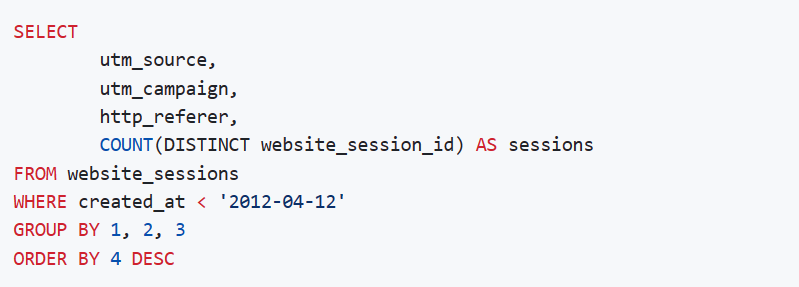 SELECT
utm_source,
utm_campaign,
http_referer,
COUNT(DISTINCT website_session_id) AS sessions
FROM website_sessions
WHERE created_at < '2012-04-12'
GROUP BY 1, 2, 3
ORDER BY 4 DESC